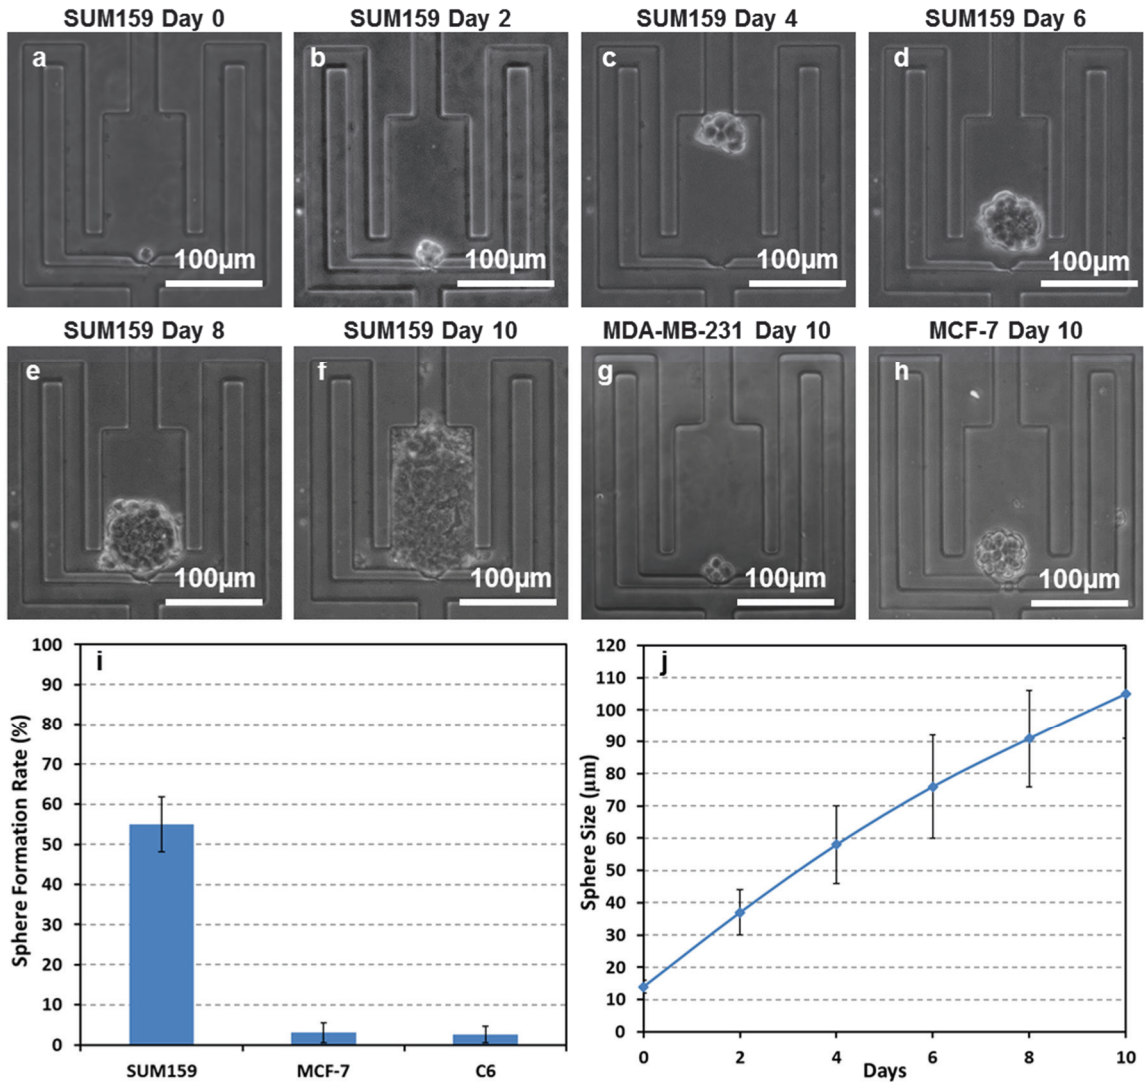 SUM159 Day 0
SUM159 Day 2
SUM159 Day 4
SUM159 Day 6
a
b
c
d
100µm
100µm
100µm
100µm
SUM159 Day 8
SUM159 Day 10
MDA-MB-231 Day 10
MCF-7 Day 10
e
f
g
h
100µm
100µm
100µm
100µm
i
Sphere Formation Rate (%)
100
90
80
70
60
50
40
30
20
10
0
SUM159
MCF-7
C6
j
Sphere Size (µm)
120
110
100
90
80
70
60
50
40
30
20
10
0
0
2
4
6
8
10
Days